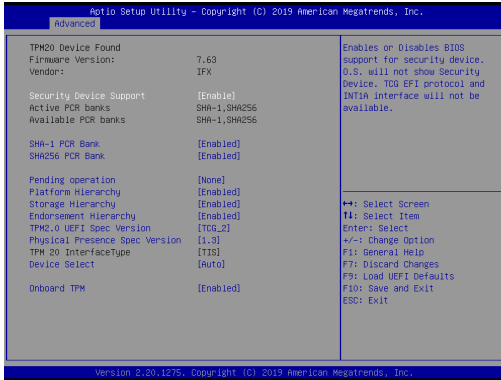 Aptio Setup Utility – Copyright (C) 2019 American Megatrends, Inc.
Advanced
TPM20 Device Found
Firmware Version: 7.63
Vendor: IFX
Security Device Support [Enable]
Active PCR banks SHA-1,SHA256
Available PCR banks SHA-1,SHA256
SHA-1 PCR Bank [Enabled]
SHA256 PCR Bank [Enabled]
Pending operation [None]
Platform Hierarchy [Enabled]
Storage Hierarchy [Enabled]
Endorsement Hierarchy [Enabled]
TPM2.0 UEFI Spec Version [TCG_2]
Physical Presence Spec Version [1.3]
TPM 20 InterfaceType [TIS]
Device Select [Auto]
Onboard TPM [Enabled]
Enables or Disables BIOS
support for security device.
O.S. will not show Security
Device. TCG EFI protocol and
INT1A interface will not be
available.
↔: Select Screen
↑↓: Select Item
Enter: Select
+/-: Change Option
F1: General Help
F7: Discard Changes
F9: Load UEFI Defaults
F10: Save and Exit
ESC: Exit
Version 2.20.1275. Copyright (C) 2019 American Megatrends, Inc.